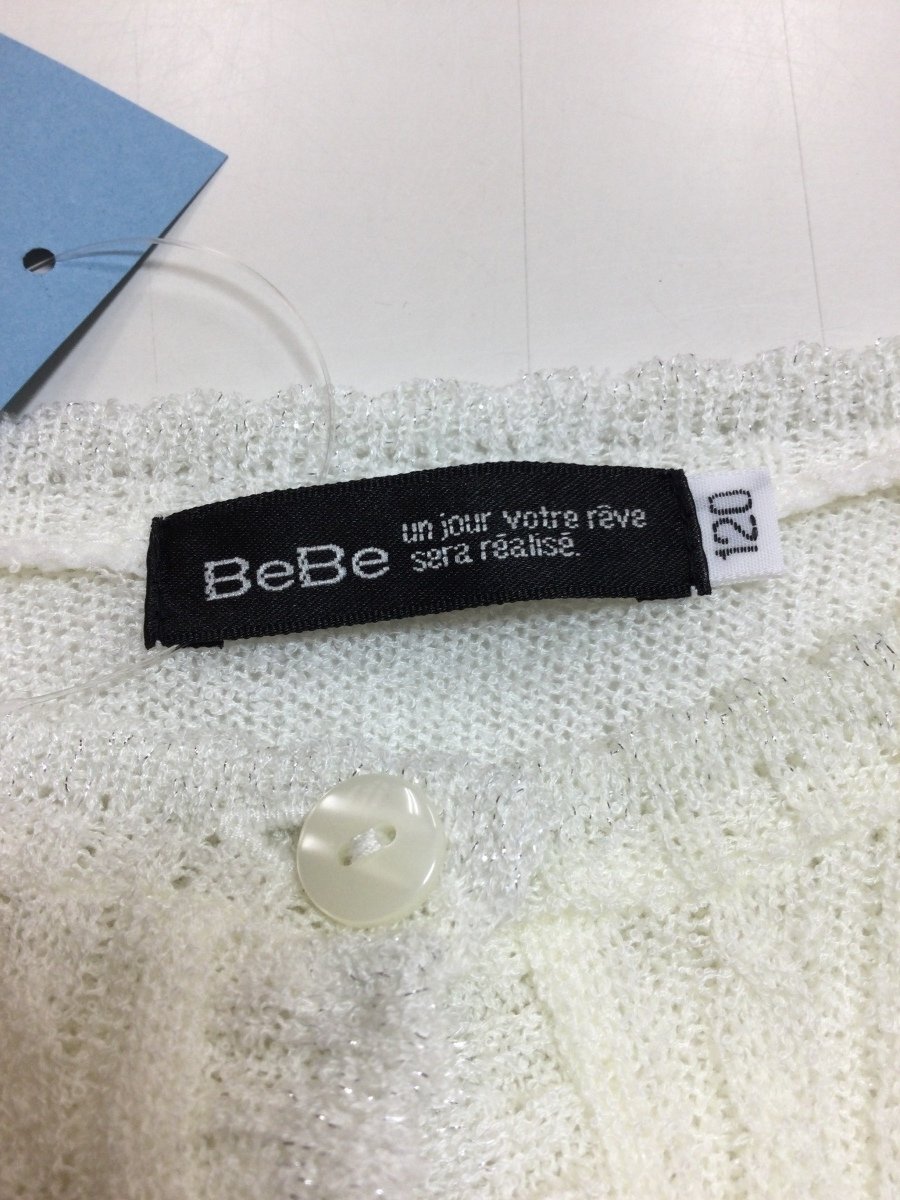 BeBe
un jour votre rêve
sera réalisé.
120